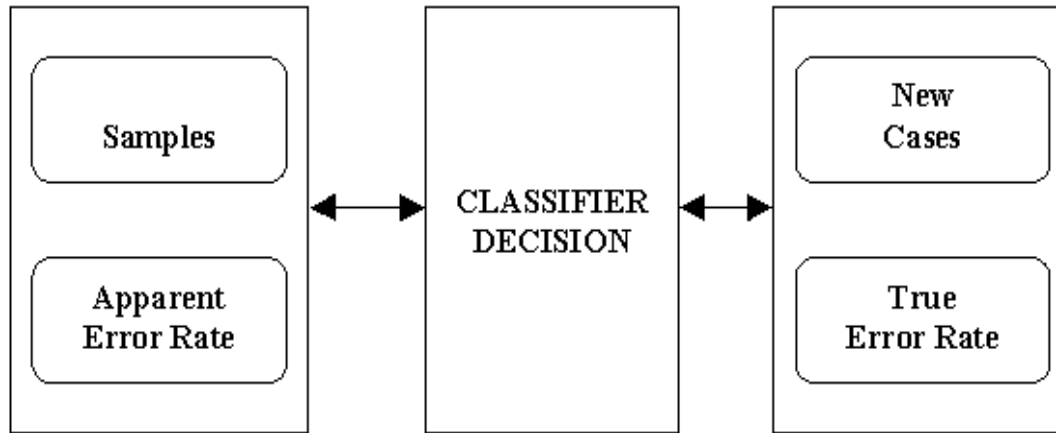 Samples
Apparent
Error Rate
CLASSIFIER
DECISION
New
Cases
True
Error Rate